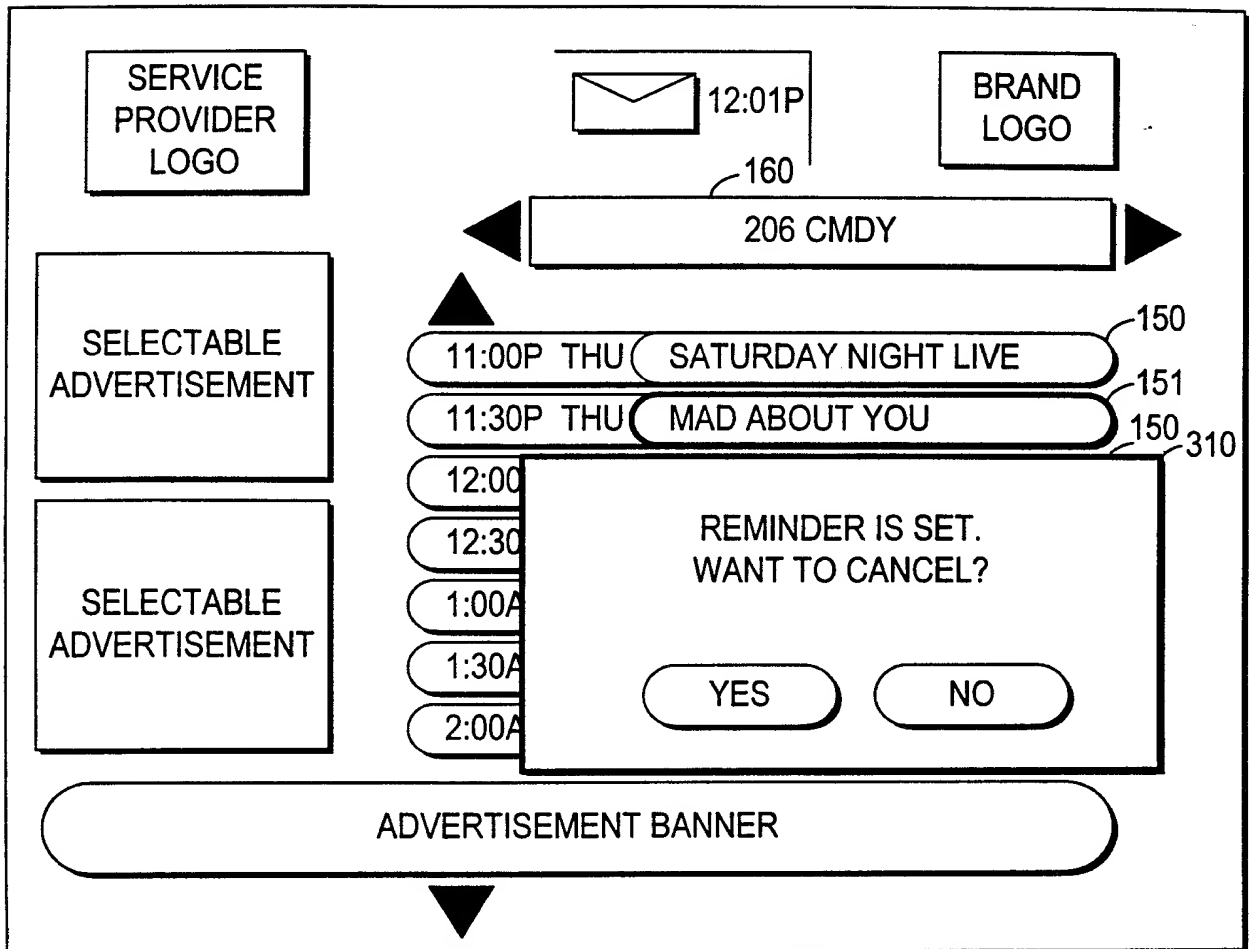 SERVICE
PROVIDER
LOGO
12:01P
BRAND
LOGO
160
206 CMDY
SELECTABLE
ADVERTISEMENT
150
11:00P THU SATURDAY NIGHT LIVE
151
11:30P THU MAD ABOUT YOU
150
310
12:00
12:30
1:00A
1:30A
2:00A
REMINDER IS SET.
WANT TO CANCEL?
YES NO
SELECTABLE
ADVERTISEMENT
ADVERTISEMENT BANNER